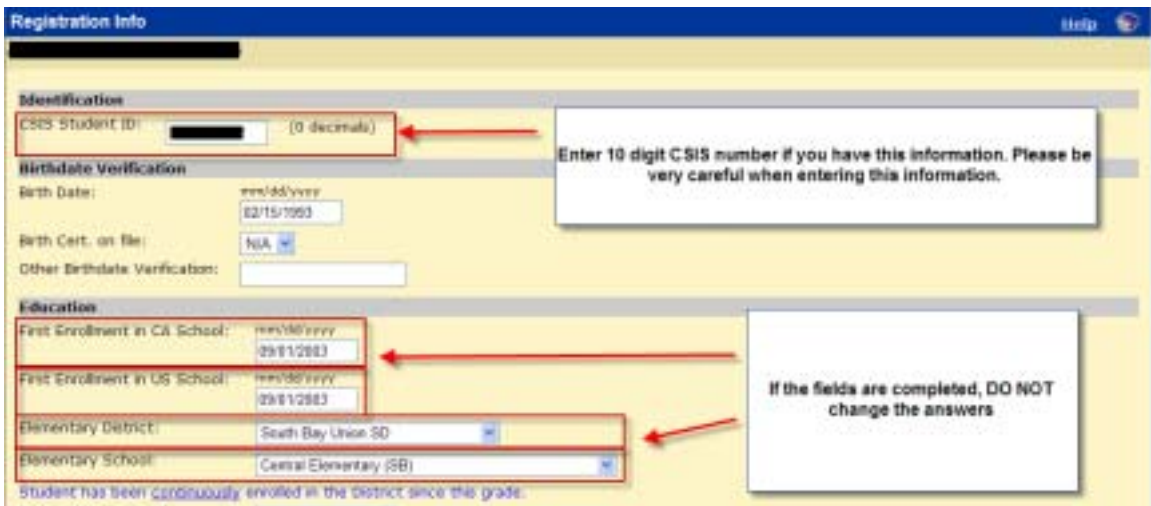 Registration Info Help
Identification
CSIS Student ID: (0 decimals)
Enter 10 digit CSIS number if you have this information. Please be
very careful when entering this information.
Birthdate Verification
Birth Date: mm/dd/yyyy
02/15/1993
Birth Cert. on file: N/A
Other Birthdate Verification:
Education
First Enrollment in CA School: mm/dd/yyyy
09/01/2003
First Enrollment in US School: mm/dd/yyyy
09/01/2003
If the fields are completed, DO NOT
change the answers
Elementary District: South Bay Union SD
Elementary School: Central Elementary (SB)
Student has been continuously enrolled in the District since this grade: